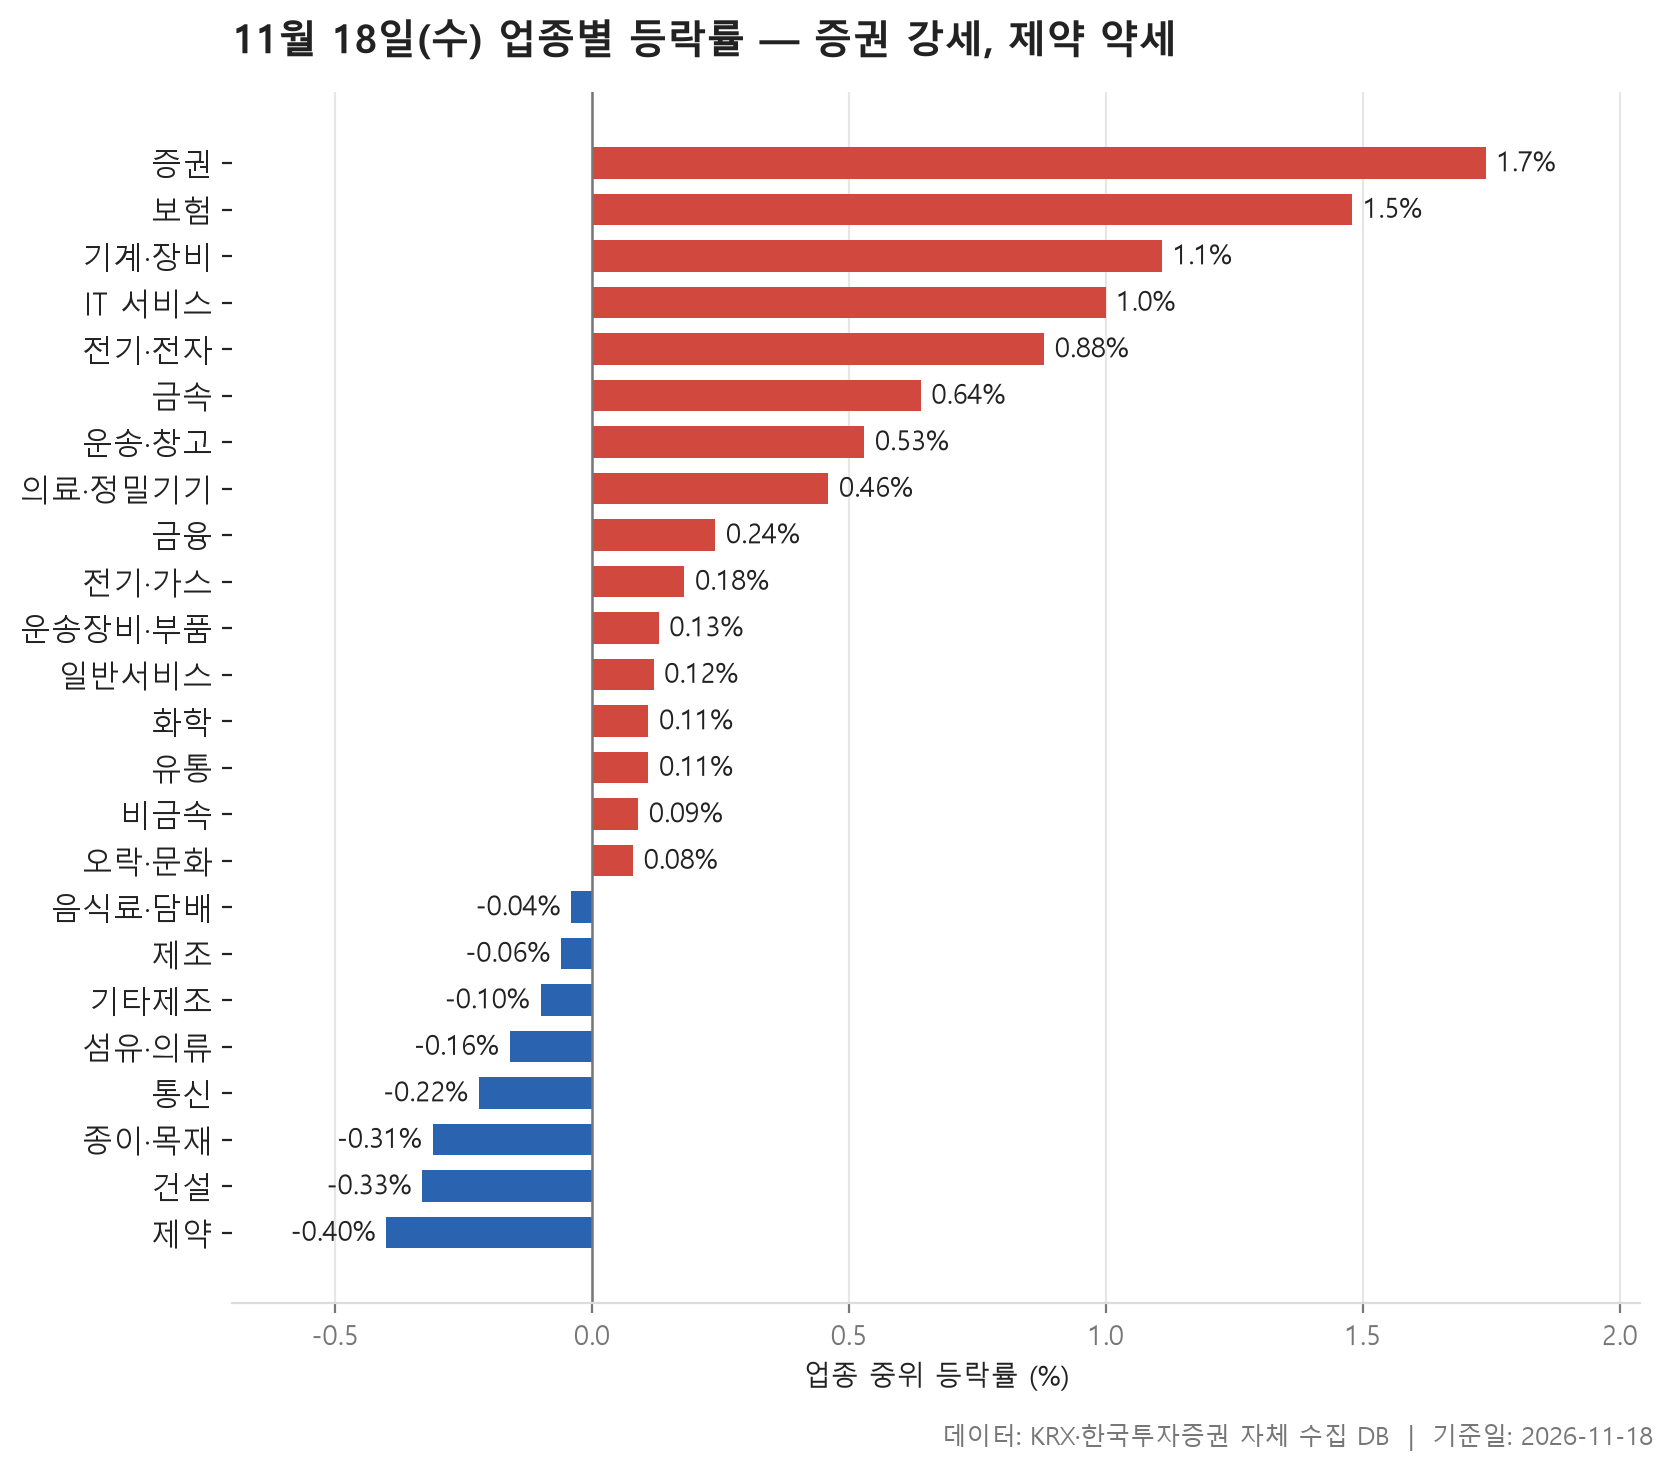 11월 18일(수) 업종별 등락률 — 증권 강세, 제약 약세
증권 1.7%
보험 1.5%
기계·장비 1.1%
IT 서비스 1.0%
전기·전자 0.88%
금속 0.64%
운송·창고 0.53%
의료·정밀기기 0.46%
금융 0.24%
전기·가스 0.18%
운송장비·부품 0.13%
일반서비스 0.12%
화학 0.11%
유통 0.11%
비금속 0.09%
오락·문화 0.08%
음식료·담배 -0.04%
제조 -0.06%
기타제조 -0.10%
섬유·의류 -0.16%
통신 -0.22%
종이·목재 -0.31%
건설 -0.33%
제약 -0.40%
-0.5 0.0 0.5 1.0 1.5 2.0
업종 중위 등락률 (%)
데이터: KRX·한국투자증권 자체 수집 DB | 기준일: 2026-11-18